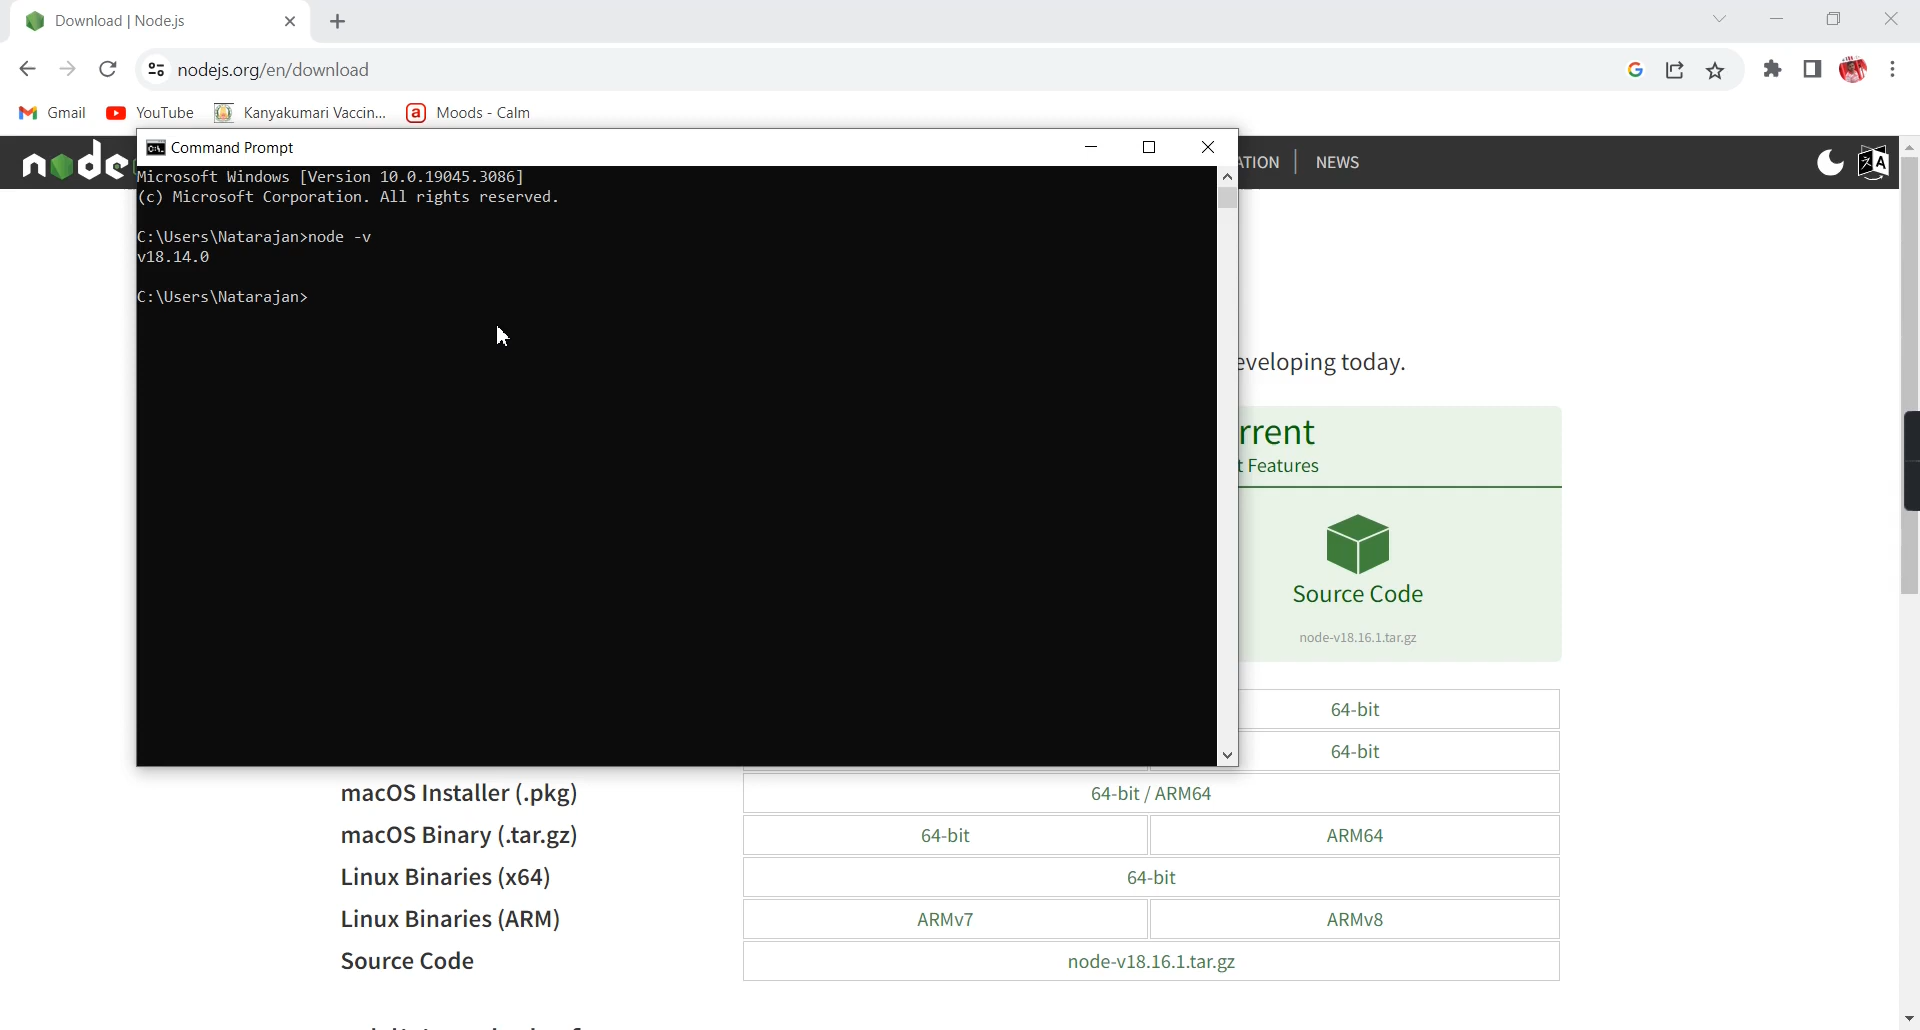 Download | Node.js
nodejs.org/en/download
Gmail
YouTube
Kanyakumari Vaccin...
Moods - Calm
node
ATION
NEWS
Command Prompt
Microsoft Windows [Version 10.0.19045.3086]
(c) Microsoft Corporation. All rights reserved.
C:\Users\Natarajan>node -v
v18.14.0
C:\Users\Natarajan>
eveloping today.
rrent
t Features
Source Code
node-v18.16.1.tar.gz
64-bit
64-bit
macOS Installer (.pkg)
64-bit / ARM64
macOS Binary (.tar.gz)
64-bit
ARM64
Linux Binaries (x64)
64-bit
Linux Binaries (ARM)
ARMv7
ARMv8
Source Code
node-v18.16.1.tar.gz